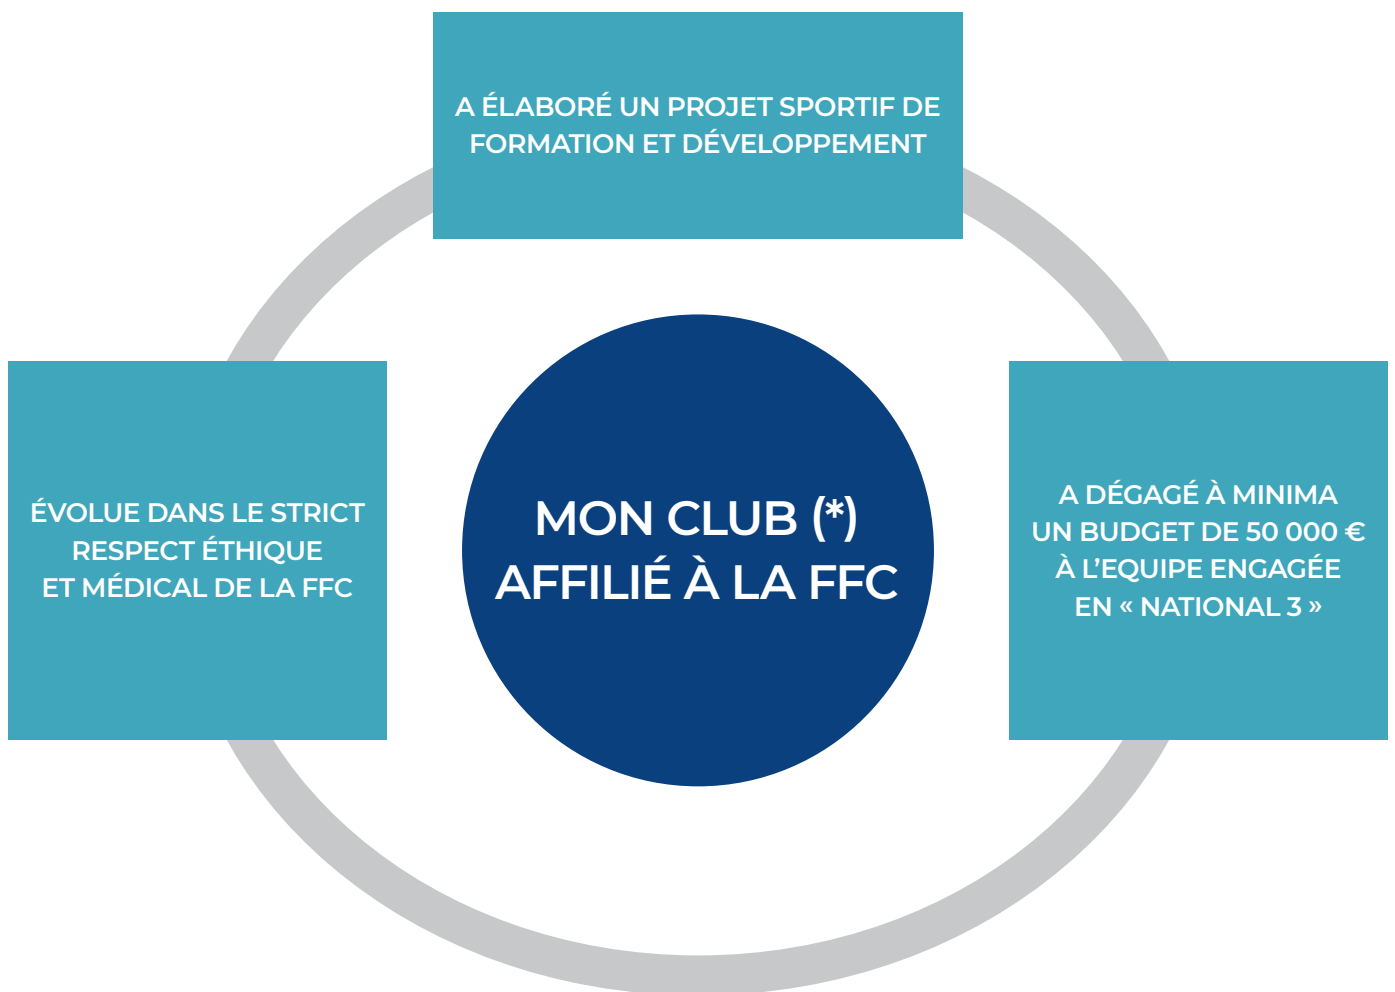 A ÉLABORÉ UN PROJET SPORTIF DE
FORMATION ET DÉVELOPPEMENT
ÉVOLUE DANS LE STRICT
RESPECT ÉTHIQUE
ET MÉDICAL DE LA FFC
MON CLUB (*)
AFFILIÉ À LA FFC
A DÉGAGÉ À MINIMA
UN BUDGET DE 50 000 €
À L’EQUIPE ENGAGÉE
EN « NATIONAL 3 »